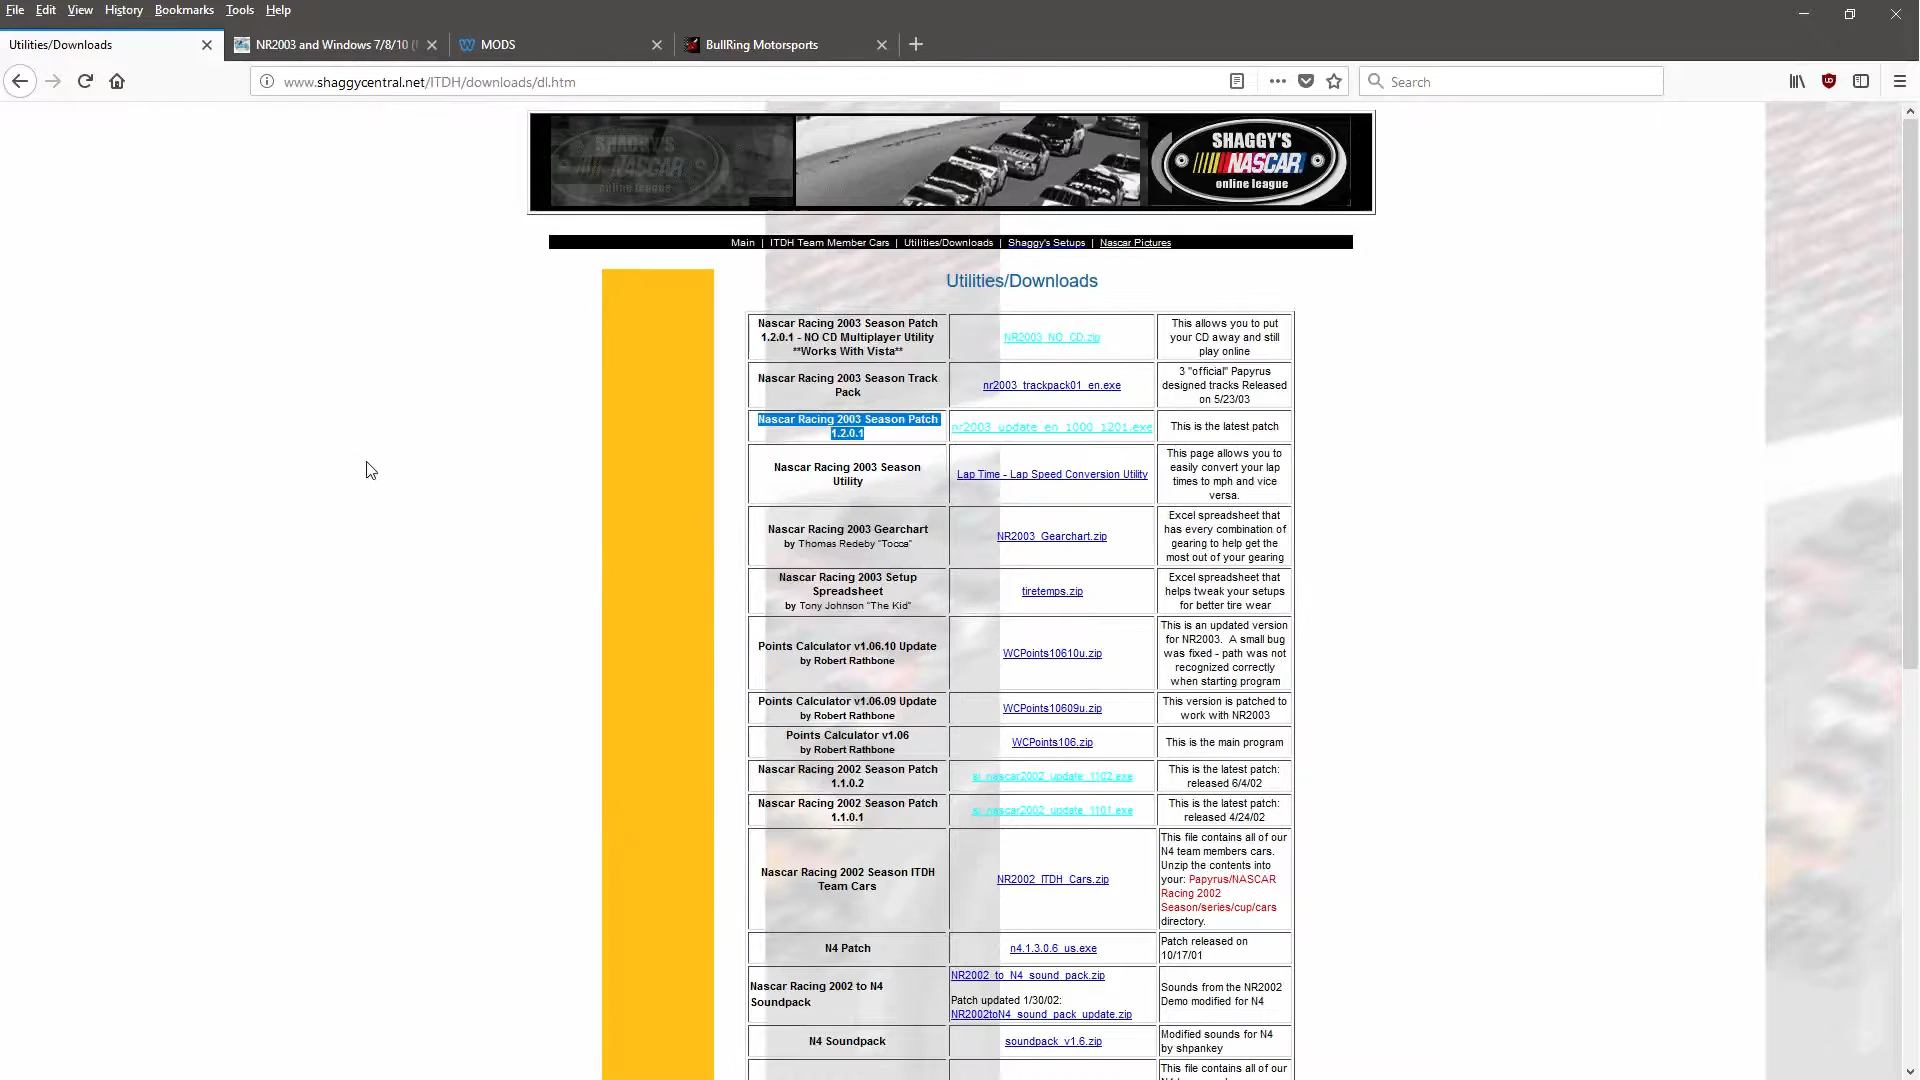 File Edit View History Bookmarks Tools Help
Utilities/Downloads
NR2003 and Windows 7/8/10 (
MODS
BullRing Motorsports
www.shaggycentral.net/ITDH/downloads/dl.htm
Search
SHAGGY'S
NASCAR
online league
SHAGGY'S
NASCAR
online league
Main | ITDH Team Member Cars | Utilities/Downloads | Shaggy's Setups | Nascar Pictures
Utilities/Downloads
Nascar Racing 2003 Season Patch
1.2.0.1 - NO CD Multiplayer Utility
**Works With Vista**
NR2003_NO_CD.zip
This allows you to put
your CD away and still
play online
Nascar Racing 2003 Season Track
Pack
nr2003_trackpack01_en.exe
3 "official" Papyrus
designed tracks Released
on 5/23/03
Nascar Racing 2003 Season Patch
1.2.0.1
nr2003_update_en_1000_1201.exe
This is the latest patch
Nascar Racing 2003 Season
Utility
Lap Time - Lap Speed Conversion Utility
This page allows you to
easily convert your lap
times to mph and vice
versa.
Nascar Racing 2003 Gearchart
by Thomas Redeby "Tocca"
NR2003_Gearchart.zip
Excel spreadsheet that
has every combination of
gearing to help get the
most out of your gearing
Nascar Racing 2003 Setup
Spreadsheet
by Tony Johnson "The Kid"
tiretemps.zip
Excel spreadsheet that
helps tweak your setups
for better tire wear
Points Calculator v1.06.10 Update
by Robert Rathbone
WCPoints10610u.zip
This is an updated version
for NR2003. A small bug
was fixed - path was not
recognized correctly
when starting program
Points Calculator v1.06.09 Update
by Robert Rathbone
WCPoints10609u.zip
This version is patched to
work with NR2003
Points Calculator v1.06
by Robert Rathbone
WCPoints106.zip
This is the main program
Nascar Racing 2002 Season Patch
1.1.0.2
si_nascar2002_update_1102.exe
This is the latest patch:
released 6/4/02
Nascar Racing 2002 Season Patch
1.1.0.1
si_nascar2002_update_1101.exe
This is the latest patch:
released 4/24/02
Nascar Racing 2002 Season ITDH
Team Cars
NR2002_ITDH_Cars.zip
This file contains all of our
N4 team members cars.
Unzip the contents into
your: Papyrus/NASCAR
Racing 2002
Season/series/cup/cars
directory.
N4 Patch
n4.1.3.0.6_us.exe
Patch released on
10/17/01
Nascar Racing 2002 to N4
Soundpack
NR2002_to_N4_sound_pack.zip
Patch updated 1/30/02:
NR2002toN4_sound_pack_update.zip
Sounds from the NR2002
Demo modified for N4
N4 Soundpack
soundpack_v1.6.zip
Modified sounds for N4
by shpankey
This file contains all of our